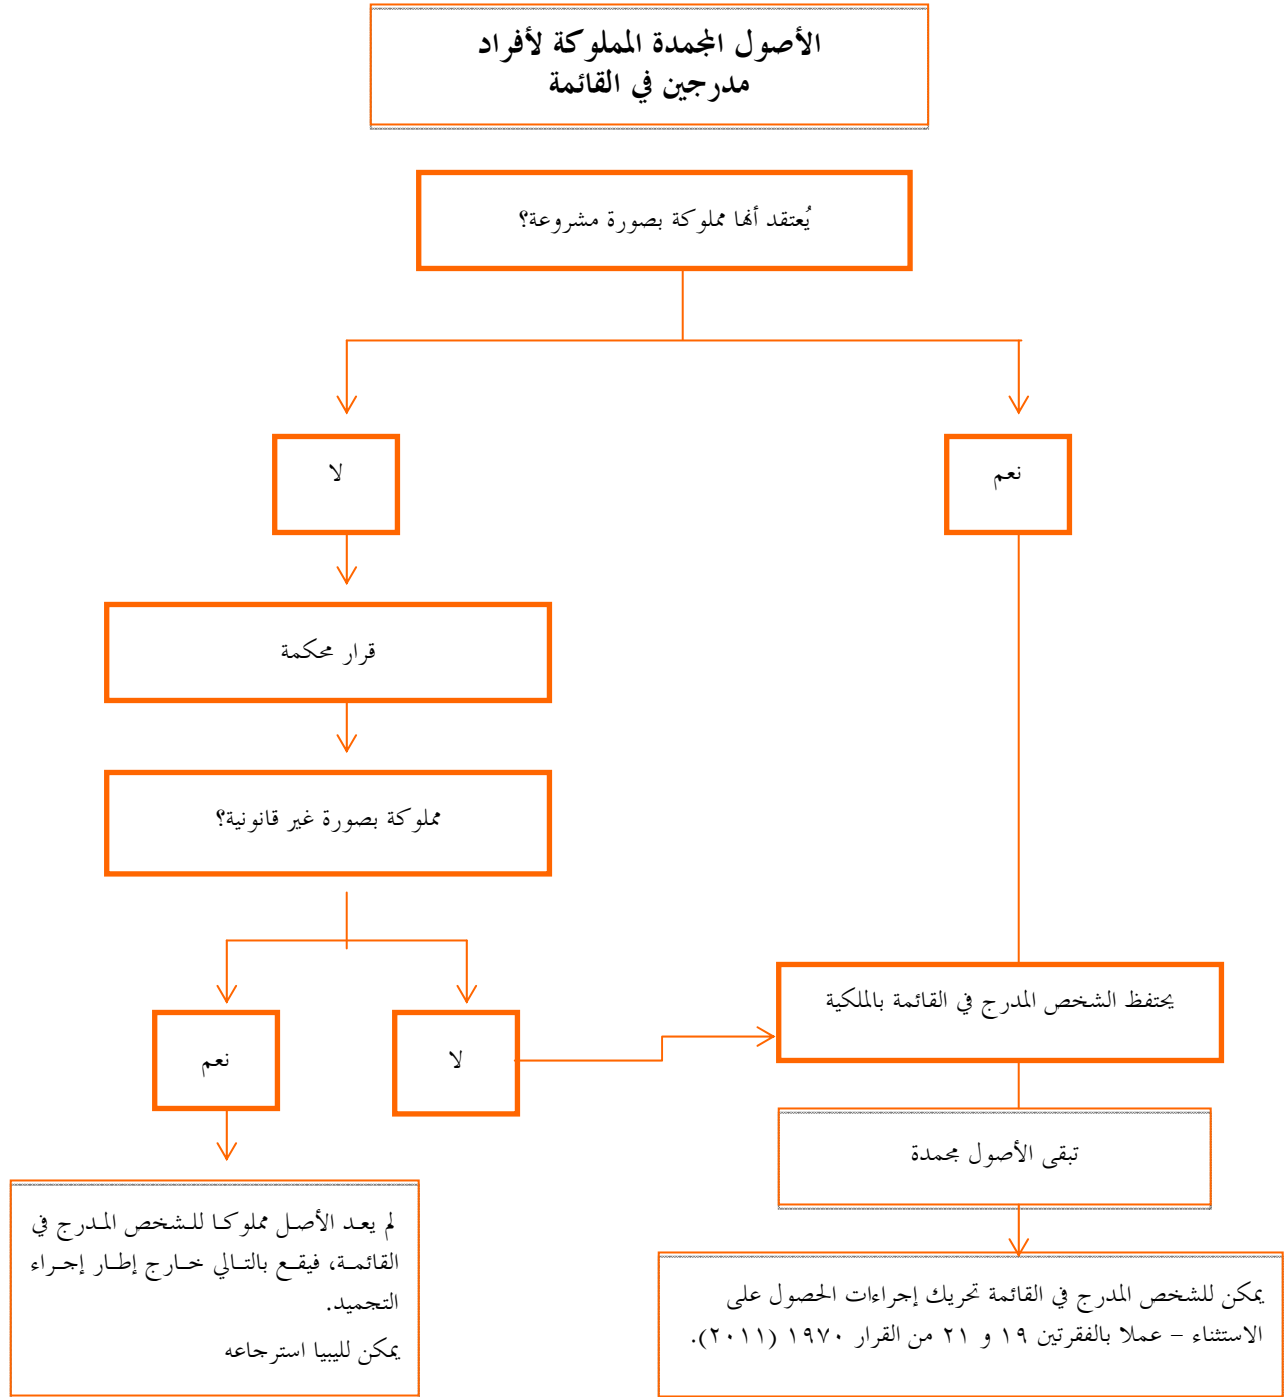 الأصول المجمدة المملوكة لأفراد
مدرجين في القائمة
يُعتقد أنها مملوكة بصورة مشروعة؟
نعم
لا
قرار محكمة
مملوكة بصورة غير قانونية؟
يحتفظ الشخص المدرج في القائمة بالملكية
لا
نعم
تبقى الأصول مجمدة
يمكن للشخص المدرج في القائمة تحريك إجراءات الحصول على
الاستثناء – عملا بالفقرتين ١٩ و ٢١ من القرار ١٩٧٠ (٢٠١١).
لم يعد الأصل مملوكا للشخص المدرج في
القائمة، فيقع بالتالي خارج إطار إجراء
التجميد.
يمكن لليبيا استرجاعه